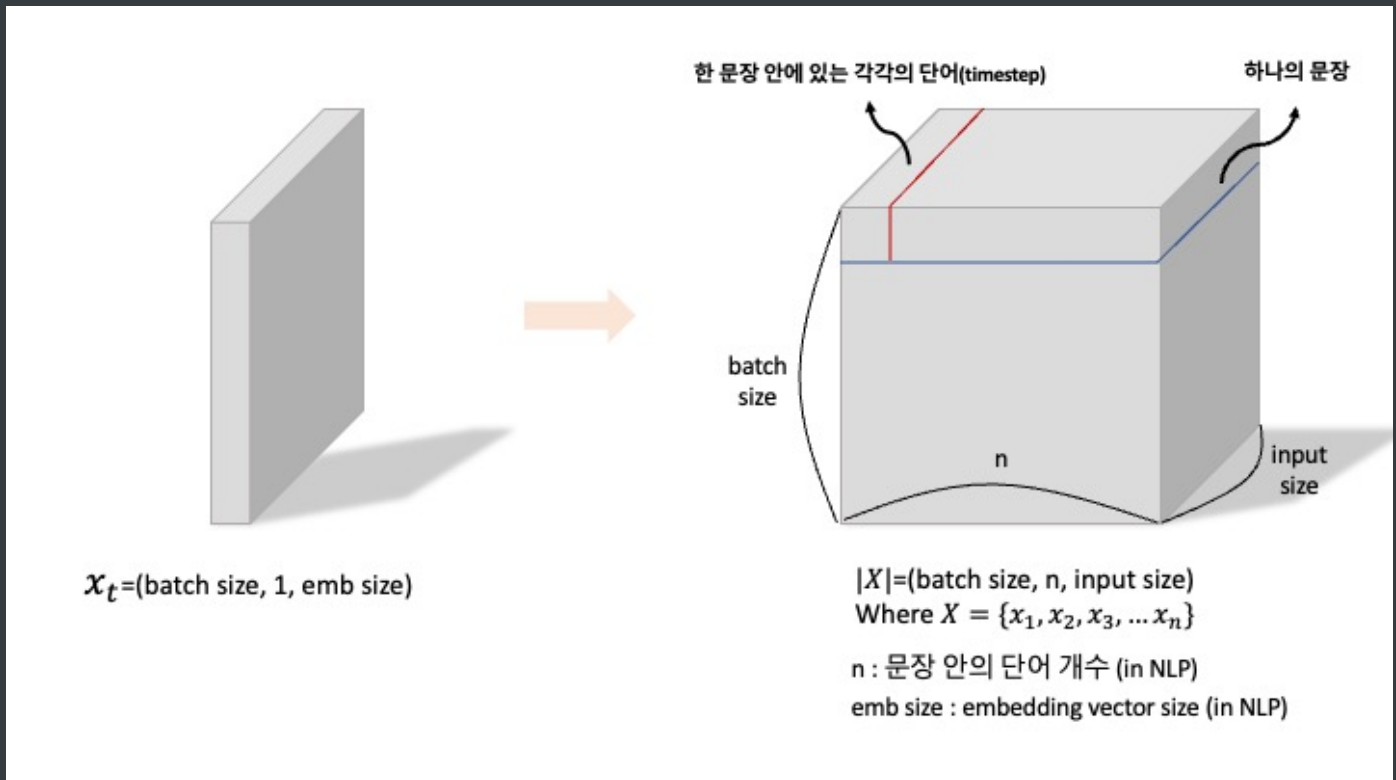 한 문장 안에 있는 각각의 단어(timestep)
하나의 문장
batch
size
n
input
size
𝑥ₜ=(batch size, 1, emb size)
|𝑋|=(batch size, n, input size)
Where 𝑋 = {𝑥₁, 𝑥₂, 𝑥₃, … 𝑥ₙ}
n : 문장 안의 단어 개수 (in NLP)
emb size : embedding vector size (in NLP)